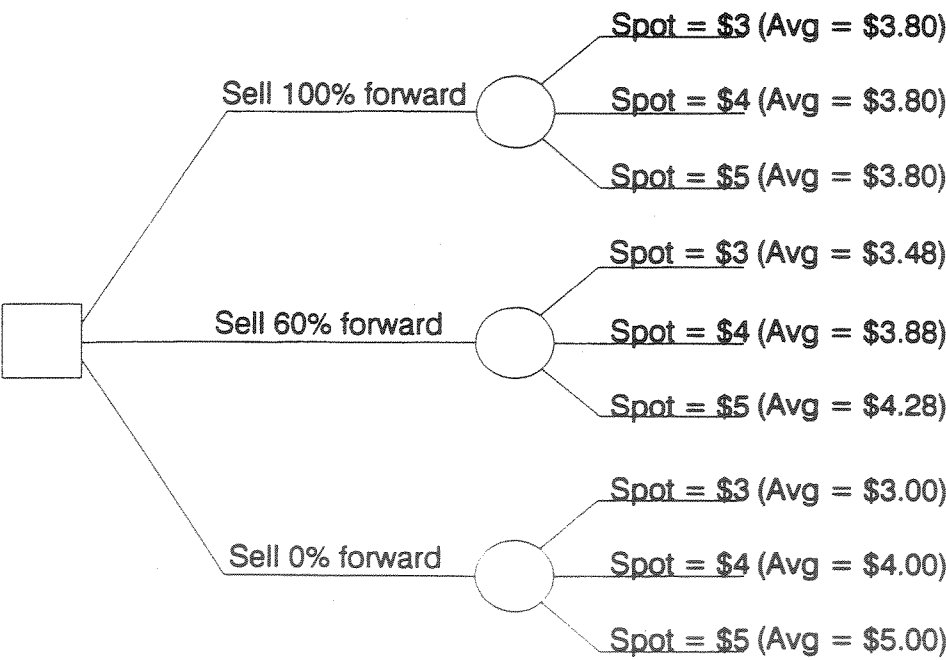 Spot = $3 (Avg = $3.80)
Sell 100% forward
Spot = $4 (Avg = $3.80)
Spot = $5 (Avg = $3.80)
Spot = $3 (Avg = $3.48)
Sell 60% forward
Spot = $4 (Avg = $3.88)
Spot = $5 (Avg = $4.28)
Spot = $3 (Avg = $3.00)
Sell 0% forward
Spot = $4 (Avg = $4.00)
Spot = $5 (Avg = $5.00)